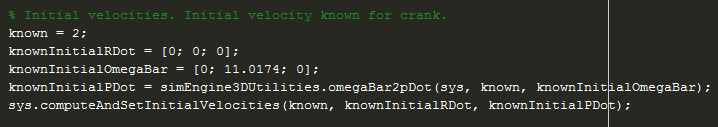 % Initial velocities. Initial velocity known for crank.
known = 2;
knownInitialRDot = [0; 0; 0];
knownInitialOmegaBar = [0; 11.0174; 0];
knownInitialPDot = simEngine3DUtilities.omegaBar2pDot(sys, known, knownInitialOmegaBar);
sys.computeAndSetInitialVelocities(known, knownInitialRDot, knownInitialPDot);